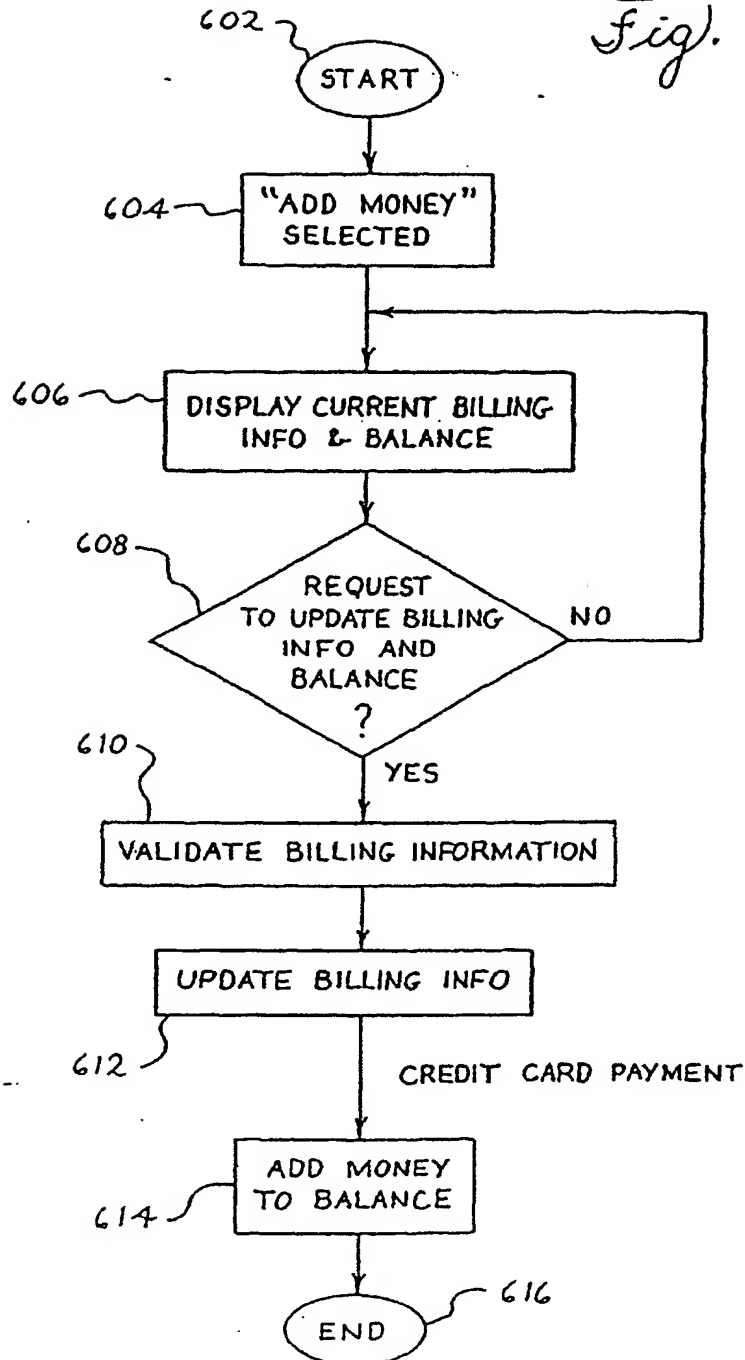 Fig.
602
START
604
"ADD MONEY"
SELECTED
606
DISPLAY CURRENT BILLING
INFO & BALANCE
608
REQUEST
TO UPDATE BILLING
INFO AND
BALANCE
?
NO
610
YES
VALIDATE BILLING INFORMATION
UPDATE BILLING INFO
612
CREDIT CARD PAYMENT
ADD MONEY
TO BALANCE
614
616
END